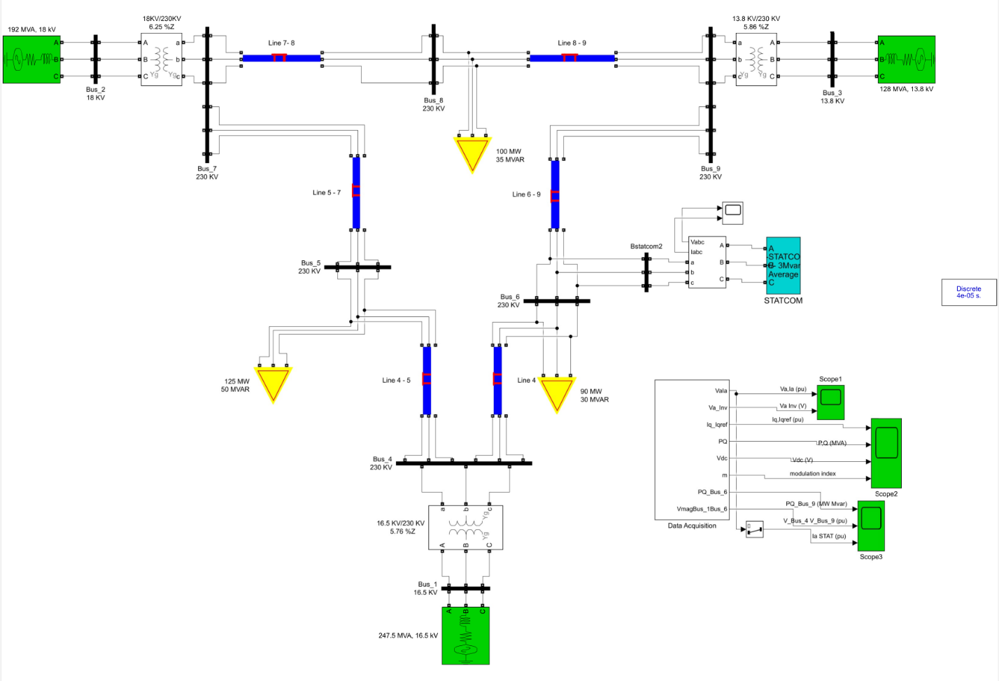 192 MVA, 18 kV
18KV/230KV
6.25 %Z
A
B
C
A
B
C
a
b
c
Yg
Yg
Bus_2
18 KV
Line 7- 8
Bus_8
230 KV
Line 8 - 9
13.8 KV/230 KV
5.86 %Z
a
b
c
A
B
C
Yg
Yg
A
B
C
Bus_3
13.8 KV
128 MVA, 13.8 kV
Bus_7
230 KV
100 MW
35 MVAR
Bus_9
230 KV
Line 5 - 7
Line 6 - 9
Bus_5
230 KV
Bstatcom2
Vabc
Iabc
a
b
c
A
B
C
A
STATCO
B
3Mvar
Average
C
STATCOM
Discrete
4e-05 s.
Bus_6
230 KV
125 MW
50 MVAR
Line 4 - 5
Line 4
90 MW
30 MVAR
VaIa
Va_Inv
Iq_Iqref
PQ
Vdc
m
PQ_Bus_6
VmagBus_1Bus_6
Data Acquisition
Va,Ia (pu)
Va Inv (V)
Iq,Iqref (pu)
P,Q (MVA)
Vdc (V)
modulation index
PQ_Bus_9 (MW Mvar)
V_Bus_4 V_Bus_9 (pu)
Ia STAT (pu)
Scope1
Scope2
Scope3
Bus_4
230 KV
a
b
c
Yg
16.5 KV/230 KV
5.76 %Z
Yg
A
B
C
Bus_1
16.5 KV
A
B
C
247.5 MVA, 16.5 kV